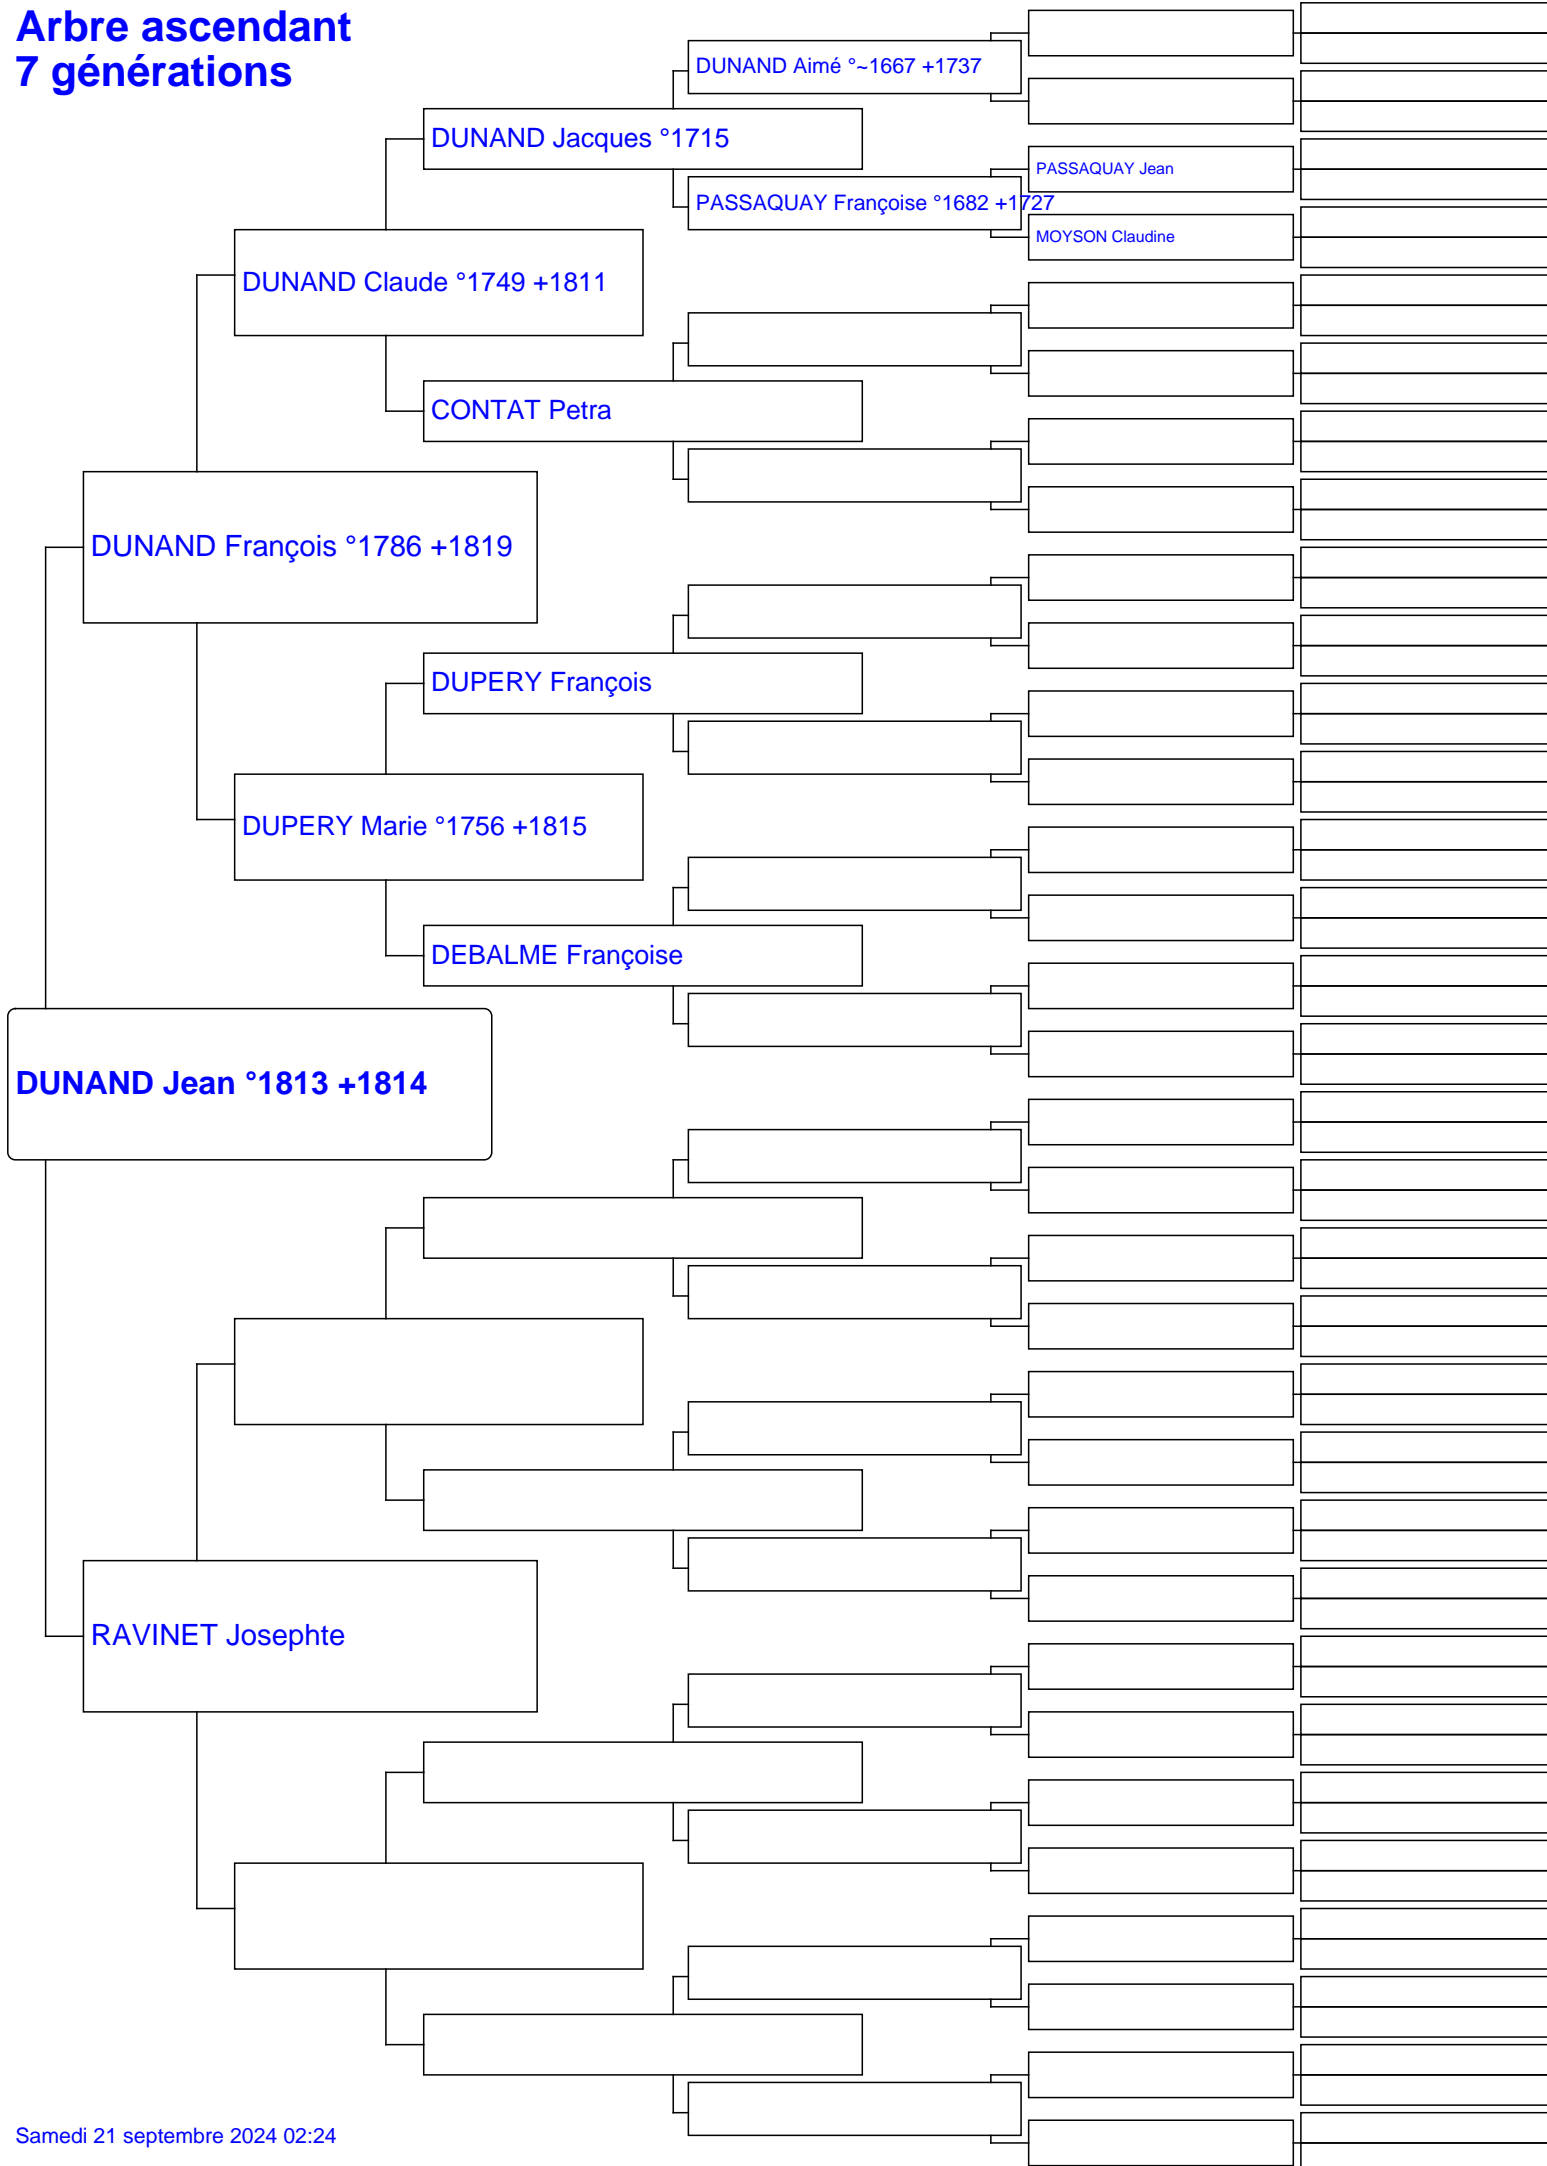 Arbre ascendant
7 générations
DUNAND Aimé °~1667 +1737
DUNAND Jacques °1715
PASSAQUAY Jean
PASSAQUAY Françoise °1682 +1727
MOYSON Claudine
DUNAND Claude °1749 +1811
CONTAT Petra
DUNAND François °1786 +1819
DUPERY François
DUPERY Marie °1756 +1815
DEBALME Françoise
DUNAND Jean °1813 +1814
RAVINET Josephte
Samedi 21 septembre 2024 02:24